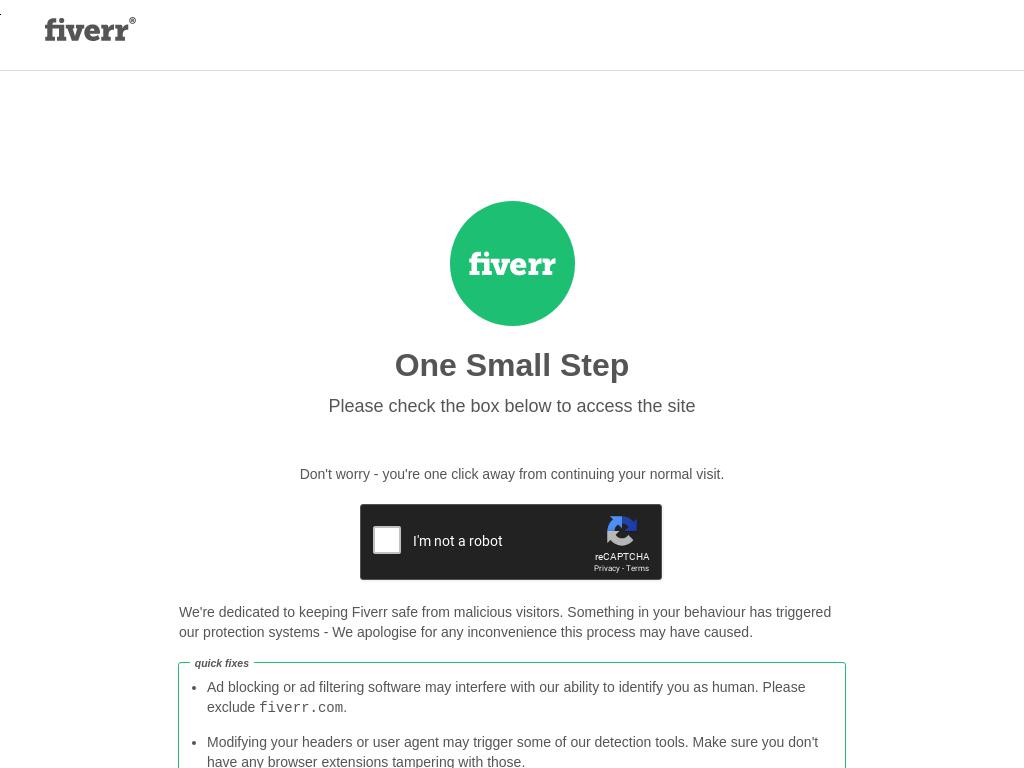 fiverr®
fiverr
One Small Step
Please check the box below to access the site
Don't worry - you're one click away from continuing your normal visit.
I'm not a robot
reCAPTCHA
Privacy - Terms
We're dedicated to keeping Fiverr safe from malicious visitors. Something in your behaviour has triggered
our protection systems - We apologise for any inconvenience this process may have caused.
quick fixes
• Ad blocking or ad filtering software may interfere with our ability to identify you as human. Please
exclude fiverr.com.
• Modifying your headers or user agent may trigger some of our detection tools. Make sure you don't
have any browser extensions tampering with those.